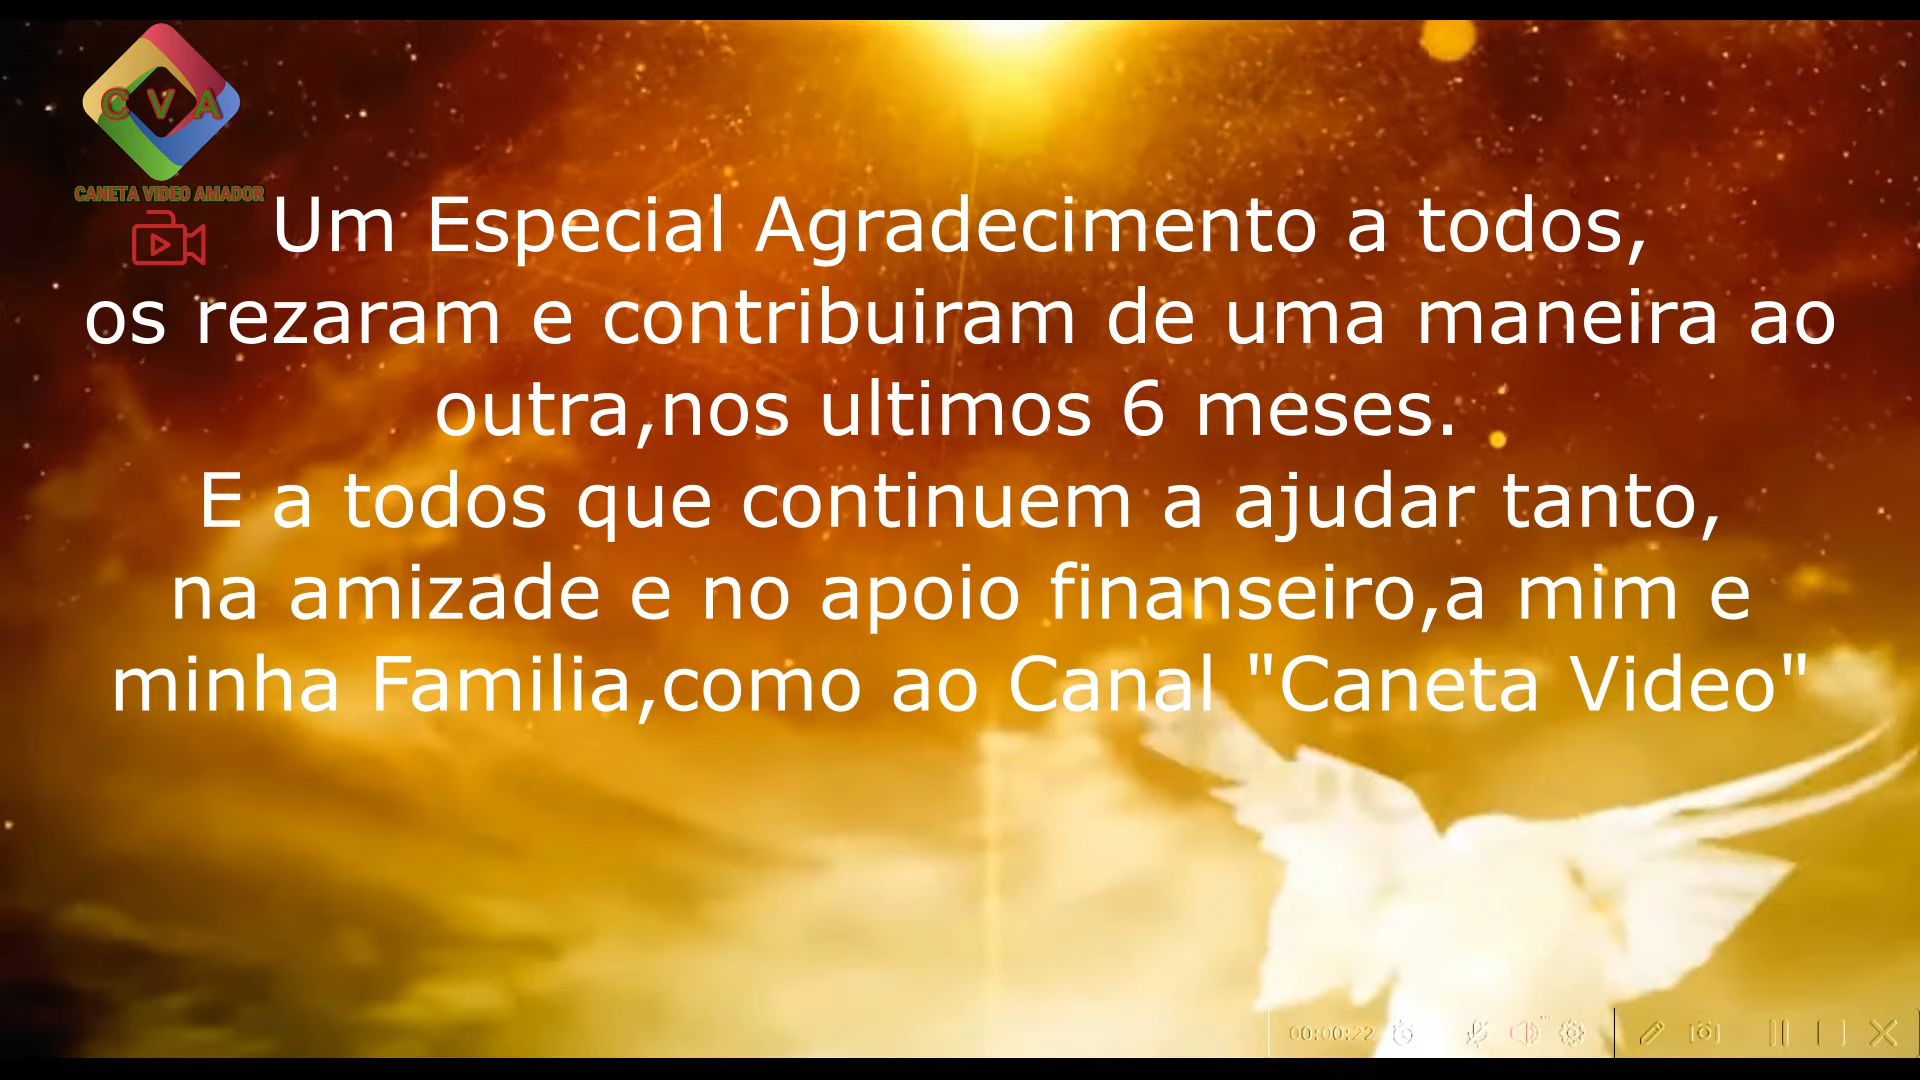 C V A
CANETA VIDEO AMADOR
Um Especial Agradecimento a todos,
os rezaram e contribuiram de uma maneira ao
outra,nos ultimos 6 meses.
E a todos que continuem a ajudar tanto,
na amizade e no apoio finanseiro,a mim e
minha Familia,como ao Canal "Caneta Video"
00:00:22